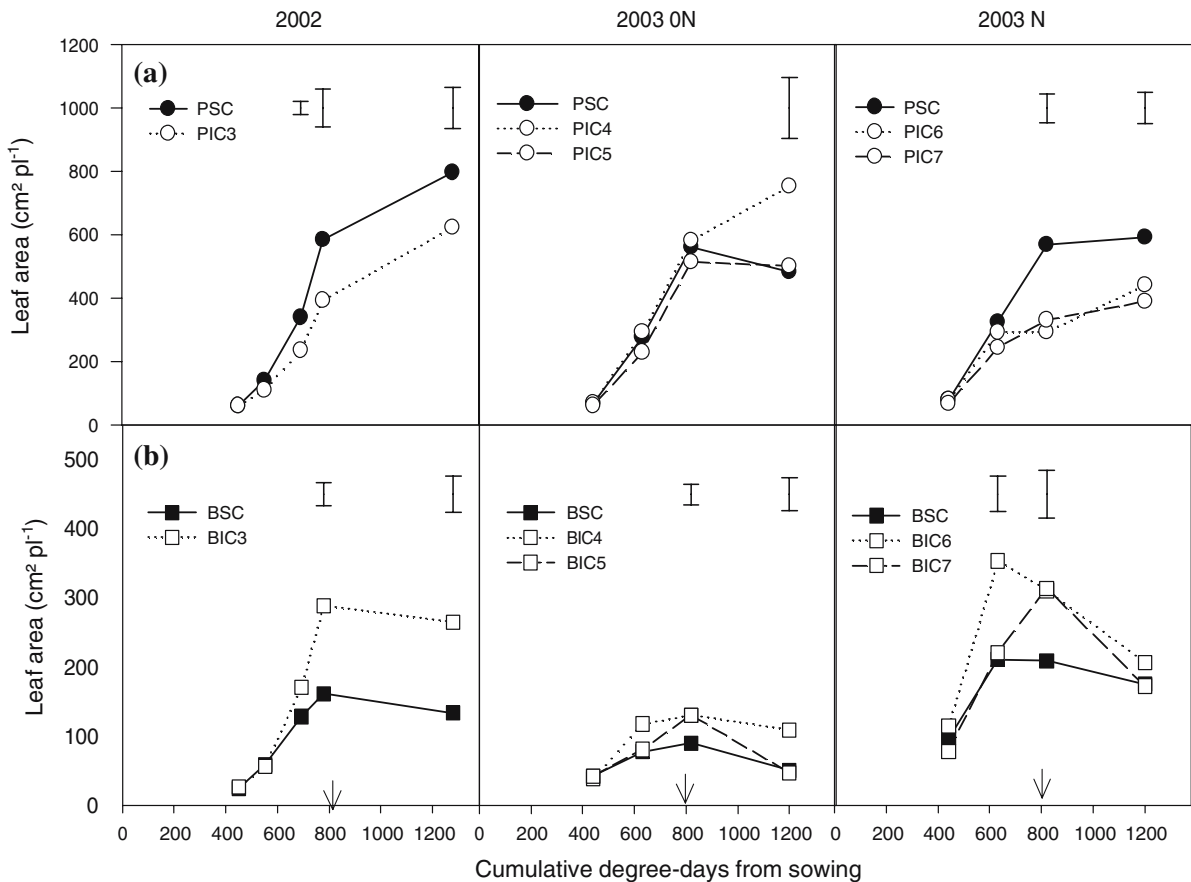 2002 2003 0N 2003 N
1200
1000
800
600
400
200
0
Leaf area (cm² pl⁻¹)
(a)
PSC
PIC3
PSC
PIC4
PIC5
PSC
PIC6
PIC7
500
400
300
200
100
0
Leaf area (cm² pl⁻¹)
(b)
BSC
BIC3
BSC
BIC4
BIC5
BSC
BIC6
BIC7
0 200 400 600 800 1000 1200 0 200 400 600 800 1000 1200 0 200 400 600 800 1000 1200
Cumulative degree-days from sowing